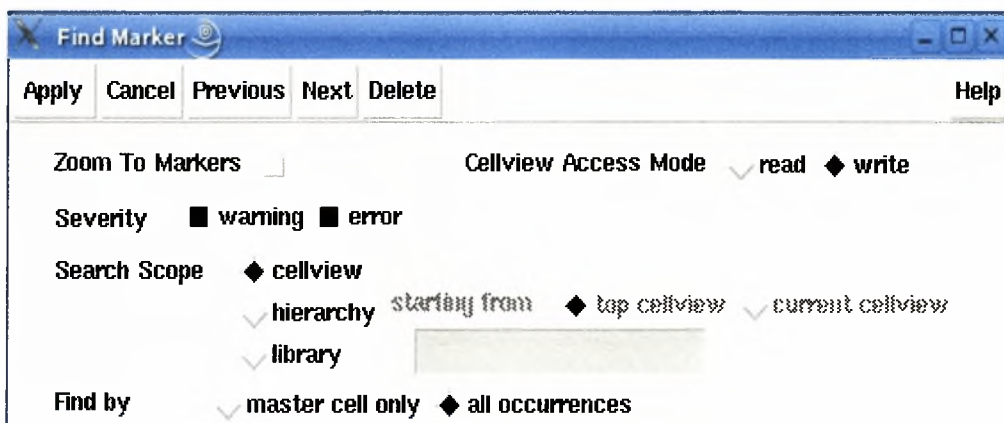 Find Marker
Apply Cancel Previous Next Delete Help
Zoom To Markers Cellview Access Mode read write
Severity warning error
Search Scope cellview
hierarchy starting from top cellview current cellview
library
Find by master cell only all occurrences